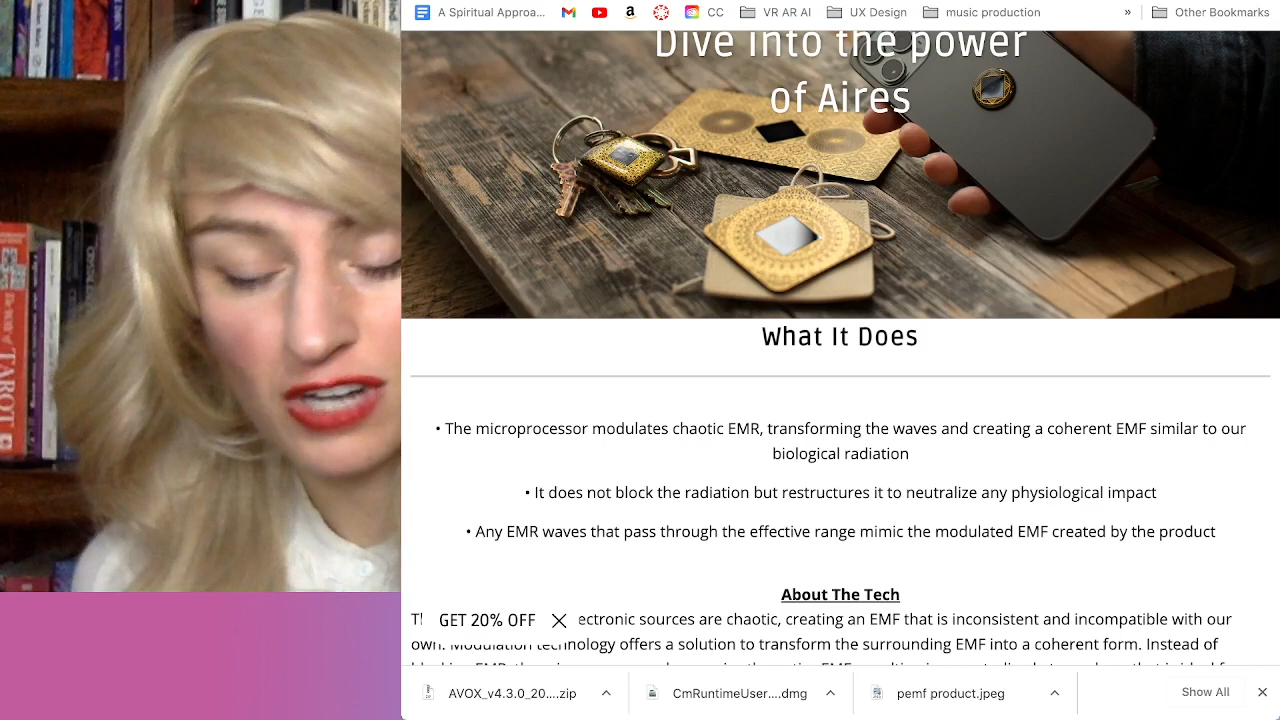 A Spiritual Approa...
CC
VR AR AI
UX Design
music production
»
Other Bookmarks
Dive into the power
of Aires
TAROT
What It Does
• The microprocessor modulates chaotic EMR, transforming the waves and creating a coherent EMF similar to our
biological radiation
• It does not block the radiation but restructures it to neutralize any physiological impact
• Any EMR waves that pass through the effective range mimic the modulated EMF created by the product
About The Tech
GET 20% OFF
ectronic sources are chaotic, creating an EMF that is inconsistent and incompatible with our
own. Modulation technology offers a solution to transform the surrounding EMF into a coherent form. Instead of
AVOX_v4.3.0_20....zip
CmRuntimeUser....dmg
pemf product.jpeg
Show All